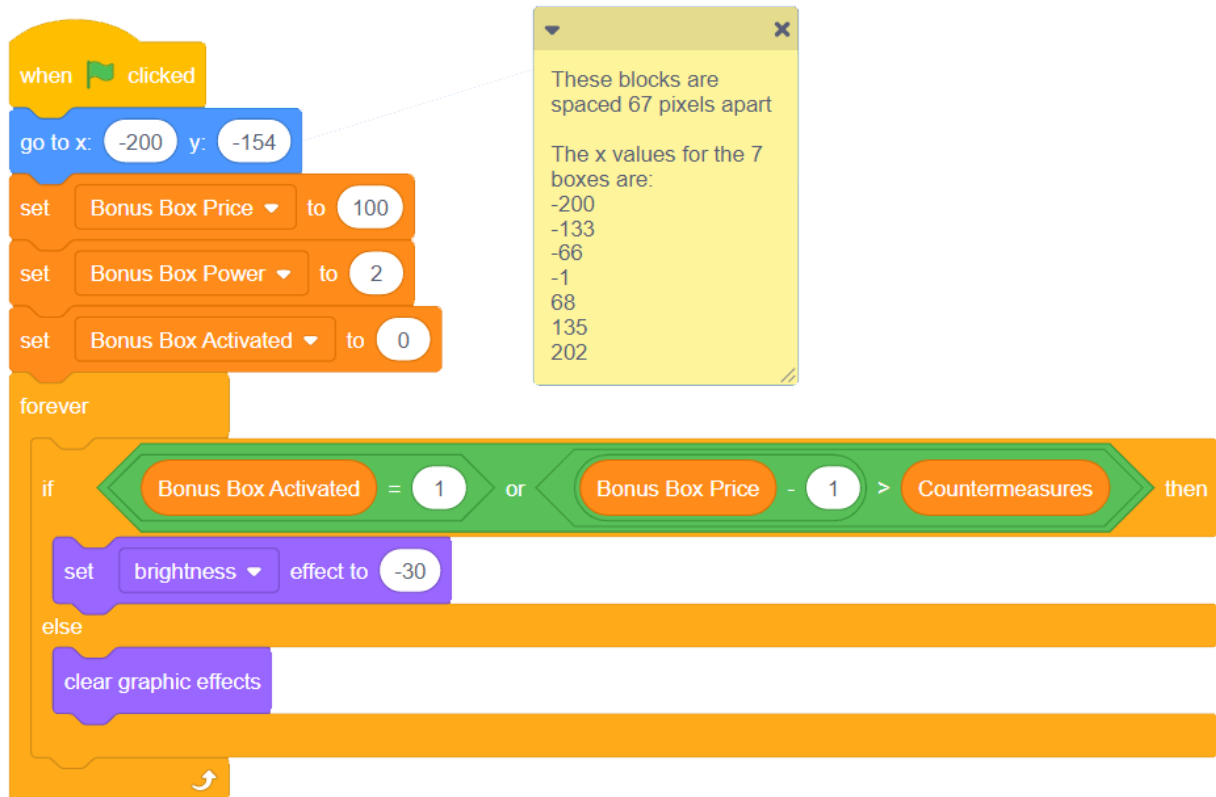 when clicked
go to x: -200 y: -154
set Bonus Box Price to 100
set Bonus Box Power to 2
set Bonus Box Activated to 0
forever
if Bonus Box Activated = 1 or Bonus Box Price - 1 > Countermeasures then
set brightness effect to -30
else
clear graphic effects
These blocks are
spaced 67 pixels apart
The x values for the 7
boxes are:
-200
-133
-66
-1
68
135
202